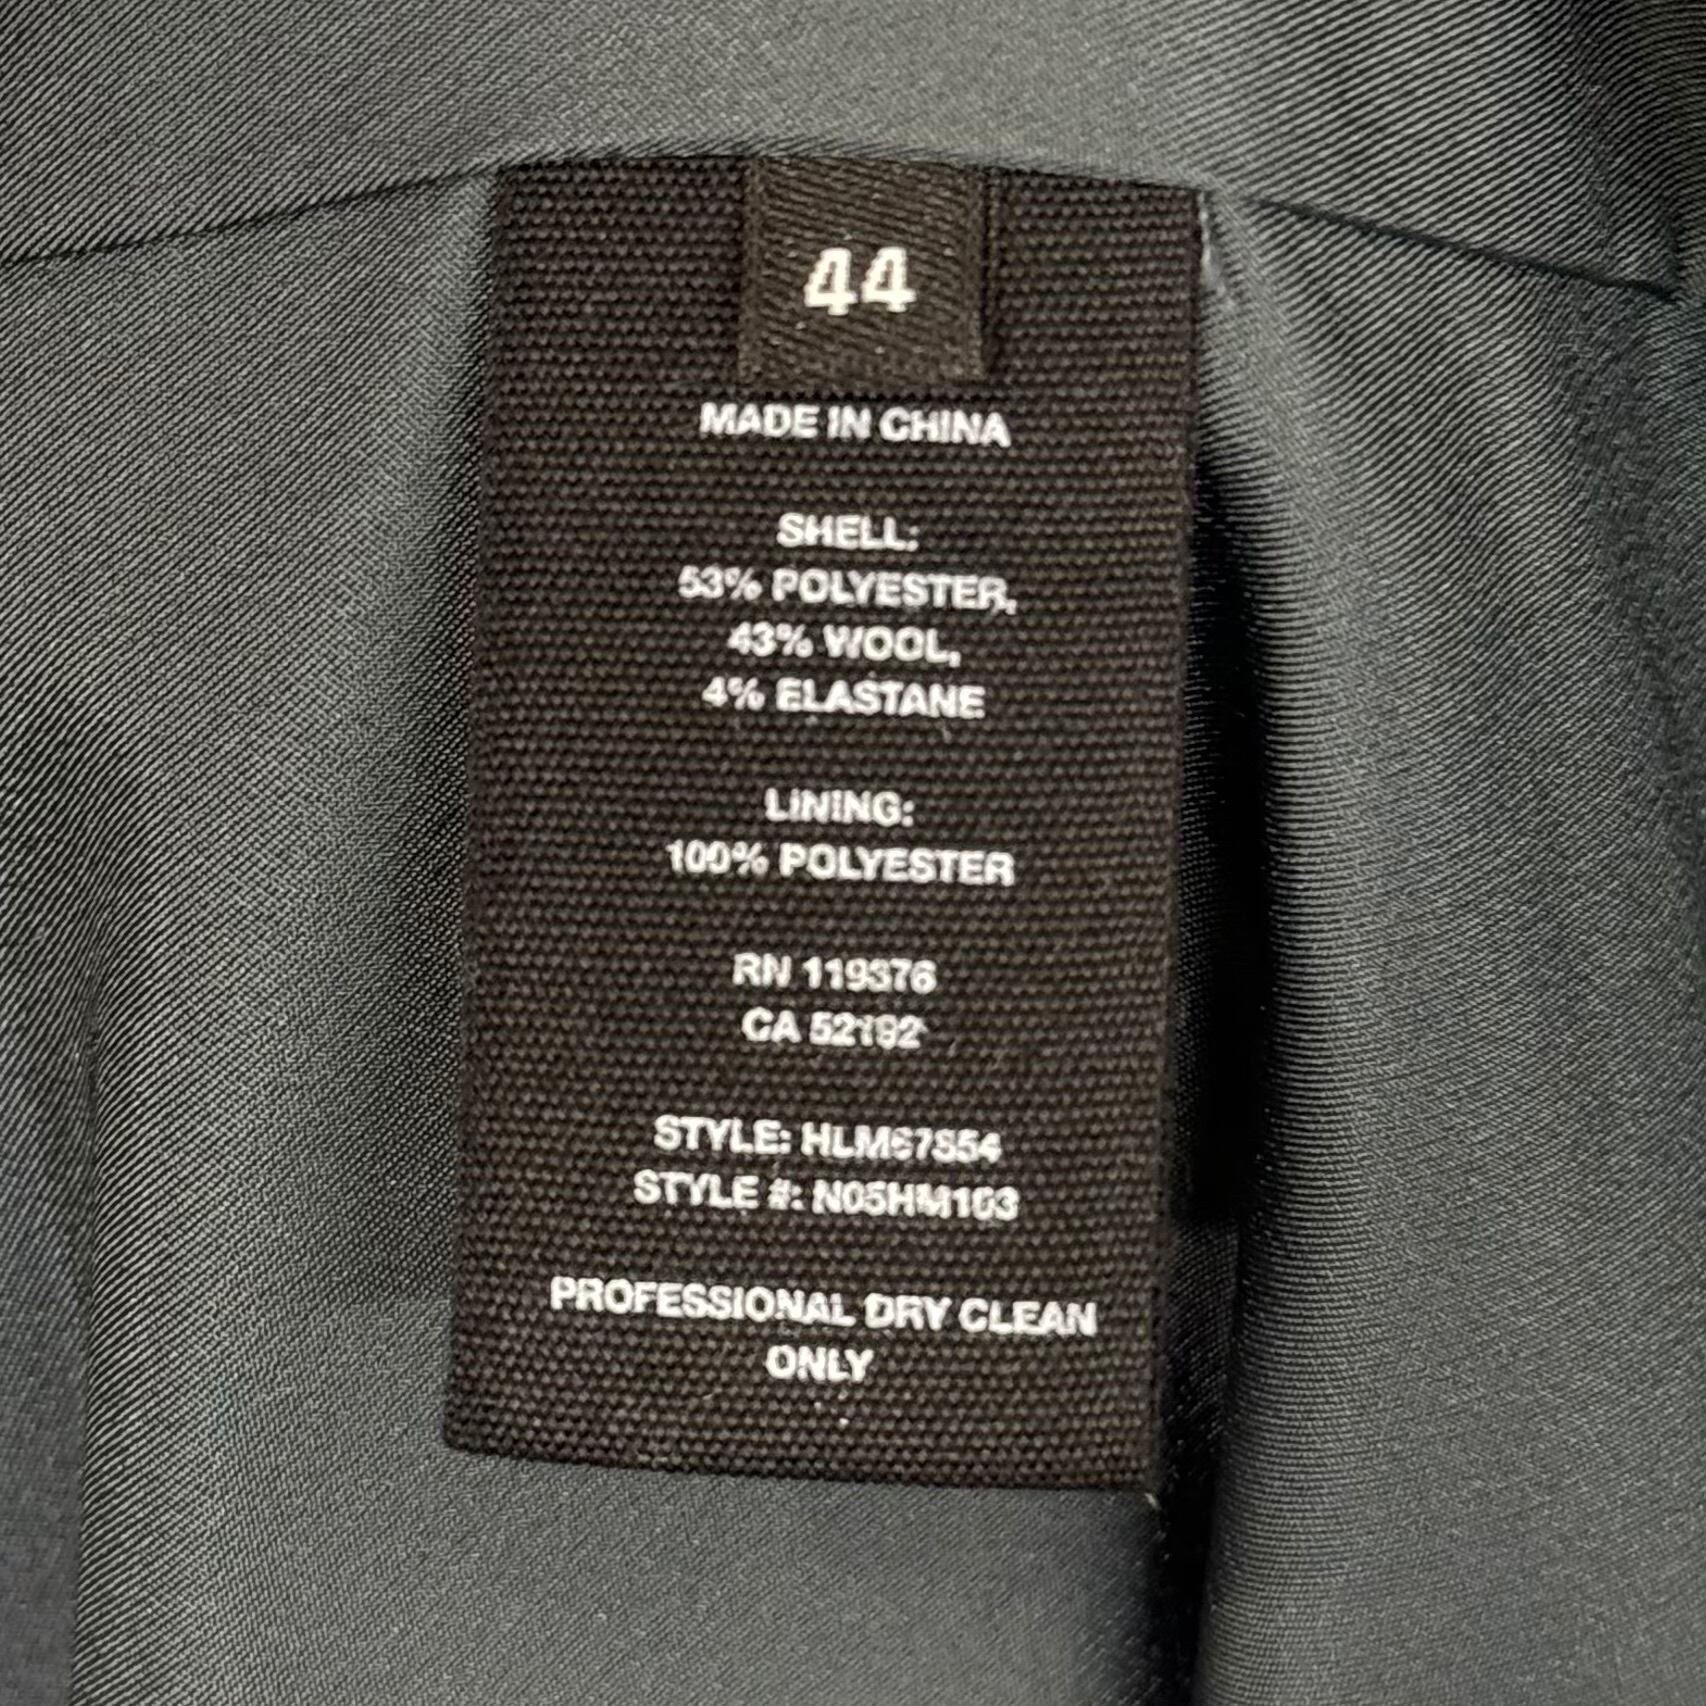 44
MADE IN CHINA
SHELL:
53% POLYESTER,
43% WOOL,
4% ELASTANE
LINING:
100% POLYESTER
RN 119376
CA 52192
STYLE: HLM67S54
STYLE #: N05HM103
PROFESSIONAL DRY CLEAN
ONLY